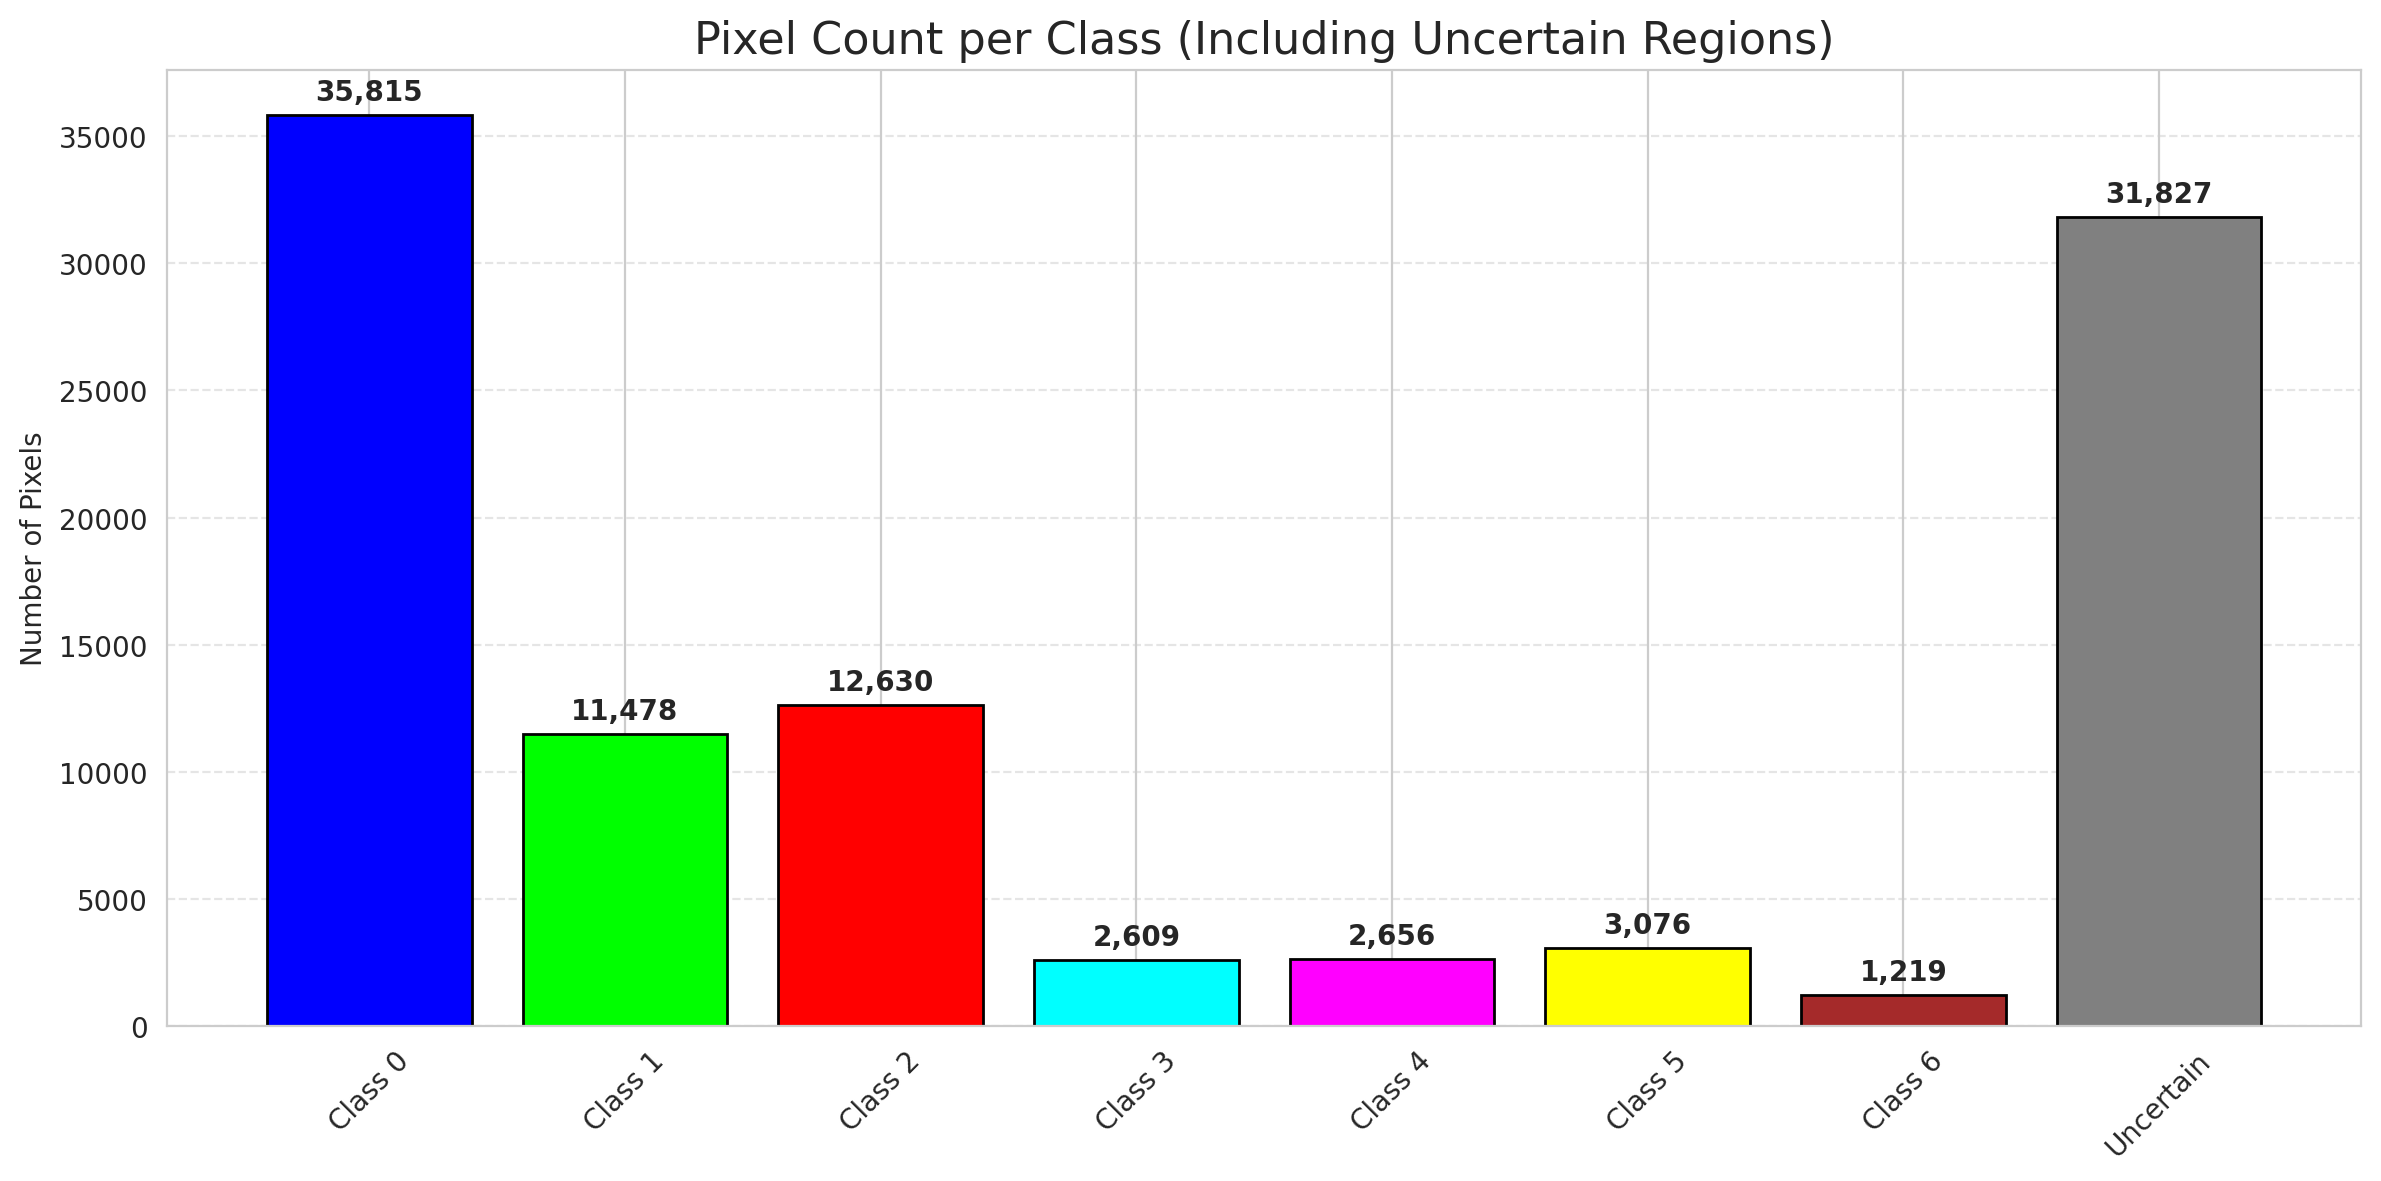 Pixel Count per Class (Including Uncertain Regions)
Number of Pixels
35000
30000
25000
20000
15000
10000
5000
0
35,815
11,478
12,630
2,609
2,656
3,076
1,219
31,827
Class 0
Class 1
Class 2
Class 3
Class 4
Class 5
Class 6
Uncertain